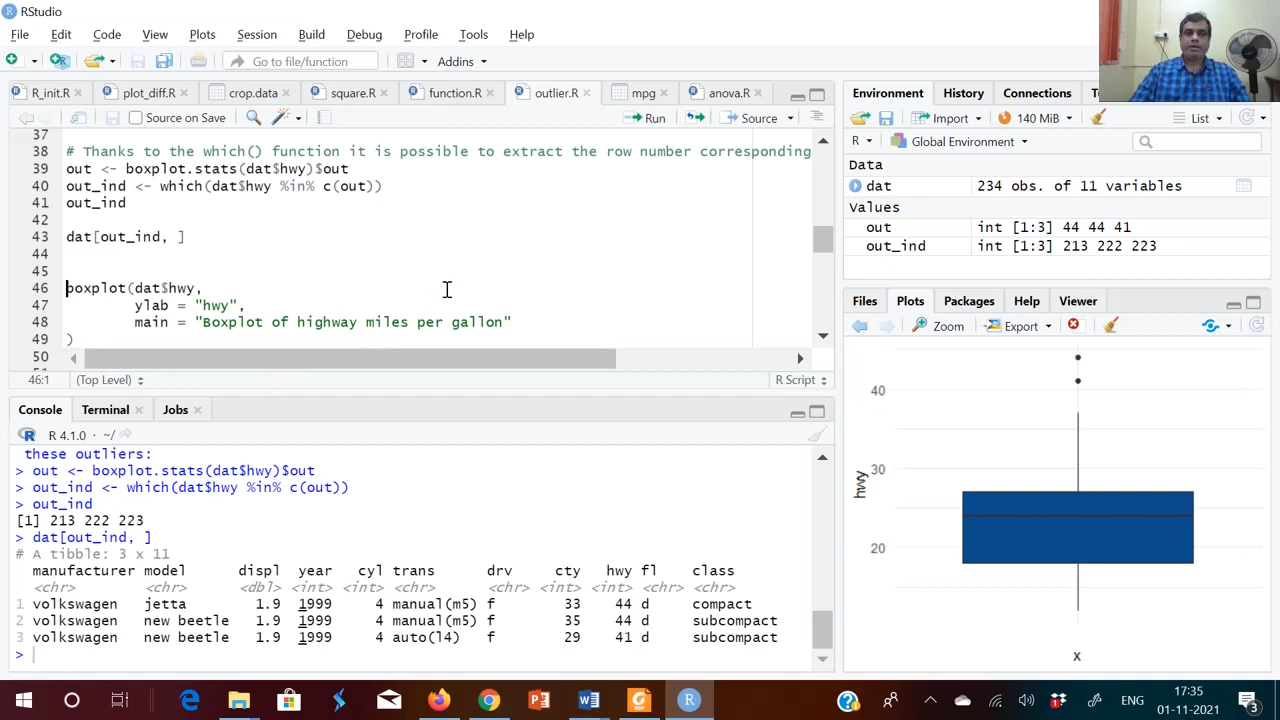 RStudio
File Edit Code View Plots Session Build Debug Profile Tools Help
Go to file/function Addins
R_init.R plot_diff.R crop.data square.R function.R outlier.R mpg anova.R
Source on Save Run Source
37
38 # Thanks to the which() function it is possible to extract the row number corresponding
39 out <- boxplot.stats(dat$hwy)$out
40 out_ind <- which(dat$hwy %in% c(out))
41 out_ind
42
43 dat[out_ind, ]
44
45
46 boxplot(dat$hwy,
47 ylab = "hwy",
48 main = "Boxplot of highway miles per gallon"
49 )
50
46:1 (Top Level) R Script
Console Terminal Jobs
R 4.1.0 · ~/
these outliers:
> out <- boxplot.stats(dat$hwy)$out
> out_ind <- which(dat$hwy %in% c(out))
> out_ind
[1] 213 222 223
> dat[out_ind, ]
# A tibble: 3 x 11
manufacturer model displ year cyl trans drv cty hwy fl class
<chr> <chr> <dbl> <int> <int> <chr> <chr> <int> <int> <chr> <chr>
1 volkswagen jetta 1.9 1999 4 manual(m5) f 33 44 d compact
2 volkswagen new beetle 1.9 1999 4 manual(m5) f 35 44 d subcompact
3 volkswagen new beetle 1.9 1999 4 auto(l4) f 29 41 d subcompact
>
Environment History Connections
Import 140 MiB List
R Global Environment
Data
dat 234 obs. of 11 variables
Values
out int [1:3] 44 44 41
out_ind int [1:3] 213 222 223
Files Plots Packages Help Viewer
Zoom Export
40
30
20
hwy
x
ENG
17:35
01-11-2021
3